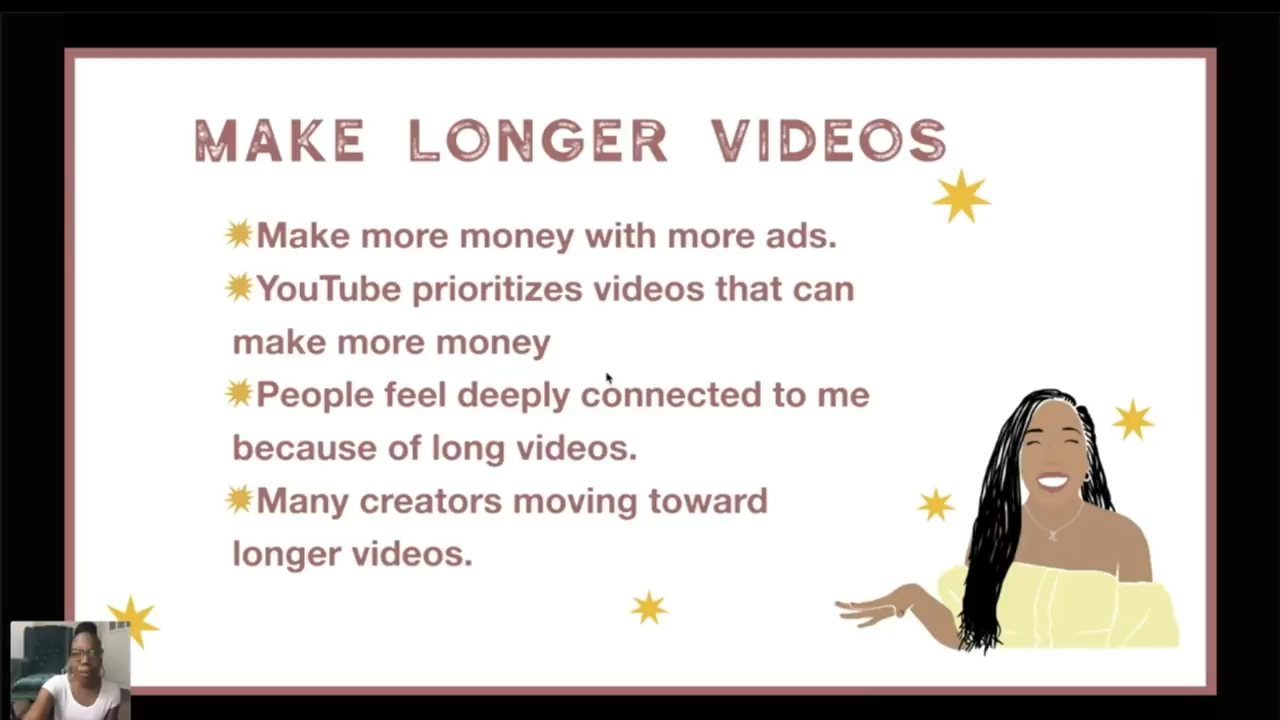 MAKE LONGER VIDEOS
Make more money with more ads.
YouTube prioritizes videos that can
make more money
People feel deeply connected to me
because of long videos.
Many creators moving toward
longer videos.